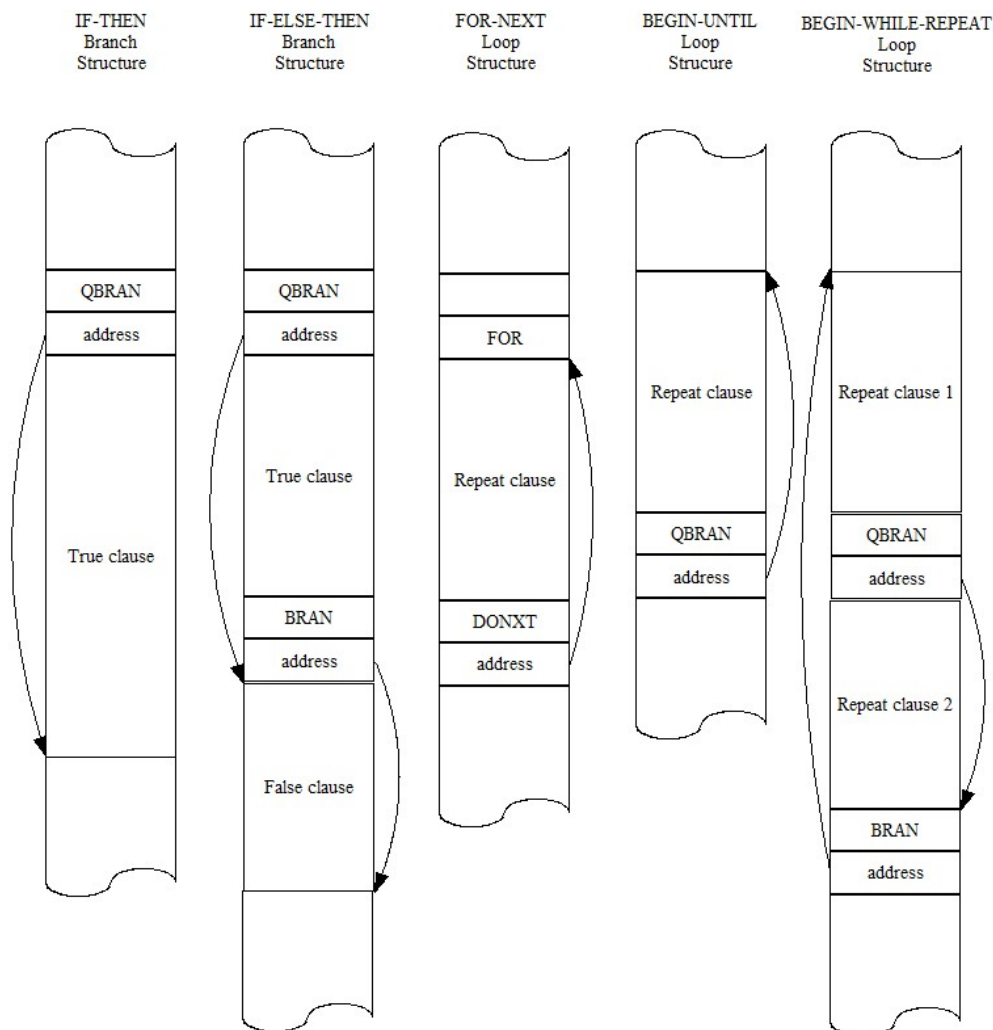 IF-THEN
Branch
Structure
IF-ELSE-THEN
Branch
Structure
FOR-NEXT
Loop
Structure
BEGIN-UNTIL
Loop
Strucure
BEGIN-WHILE-REPEAT
Loop
Structure
QBRAN
address
True clause
QBRAN
address
True clause
BRAN
address
False clause
FOR
Repeat clause
DONXT
address
Repeat clause
QBRAN
address
Repeat clause 1
QBRAN
address
Repeat clause 2
BRAN
address